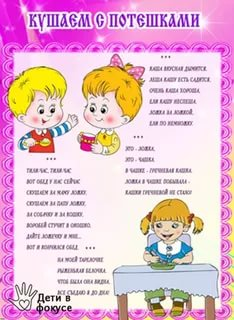 КУШАЕМ С ПОТЕШКАМИ
***
КАША ВКУСНАЯ ДЫМИТСЯ,
ЛЕША КАШУ ЕСТЬ САДИТСЯ,
ОЧЕНЬ КАША ХОРОША,
ЕЛИ КАШУ НЕСПЕША.
ЛОЖКА ЗА ЛОЖКОЙ,
ЕЛИ ПО НЕМНОЖКУ.
***
ЭТО - ЛОЖКА,
ЭТО - ЧАШКА.
В ЧАШКЕ - ГРЕЧНЕВАЯ КАШКА.
ЛОЖКА В ЧАШКЕ ПОБЫВАЛА -
КАШКИ ГРЕЧНЕВОЙ НЕ СТАЛО!
***
ТИЛИ-ЧАС, ТИЛИ-ЧАС
ВОТ ОБЕД У НАС СЕЙЧАС
СКУШАЕМ ЗА МАМУ ЛОЖКУ,
СКУШАЕМ ЗА ПАПУ ЛОЖКУ,
ЗА СОБАЧКУ И ЗА КОШКУ,
ВОРОБЕЙ СТУЧИТ В ОКОШКО,
ДАЙТЕ ЛОЖЕЧКУ И МНЕ...
ВОТ И КОНЧИЛСЯ ОБЕД.
***
НА МОЕЙ ТАРЕЛОЧКЕ
РЫЖЕНЬКАЯ БЕЛОЧКА,
ЧТОБ БЫЛА ОНА ВИДНА,
ВСЕ СЪЕДАЮ Я ДО ДНА!
Дети в
фокусе